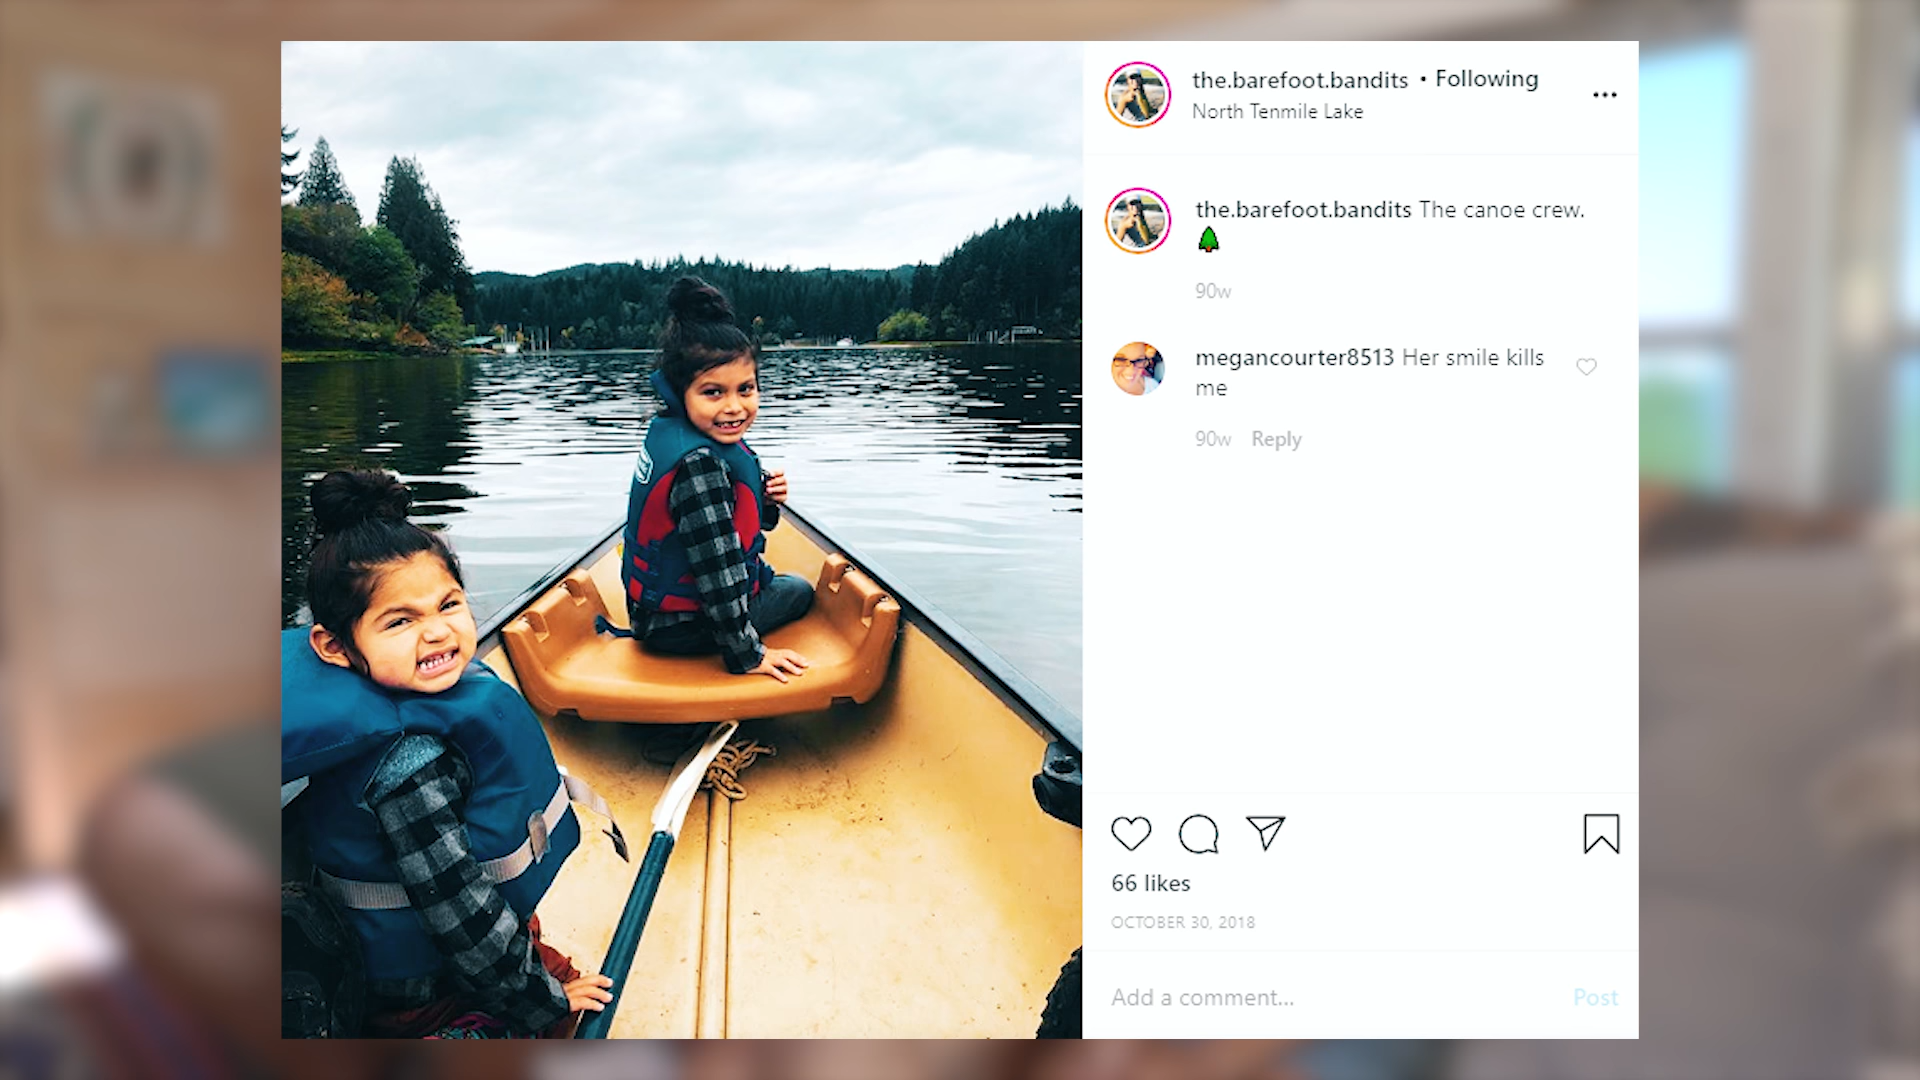 the.barefoot.bandits • Following
North Tenmile Lake
the.barefoot.bandits The canoe crew.
🌲
90w
megancourter8513 Her smile kills
me
90w Reply
66 likes
OCTOBER 30, 2018
Add a comment... Post